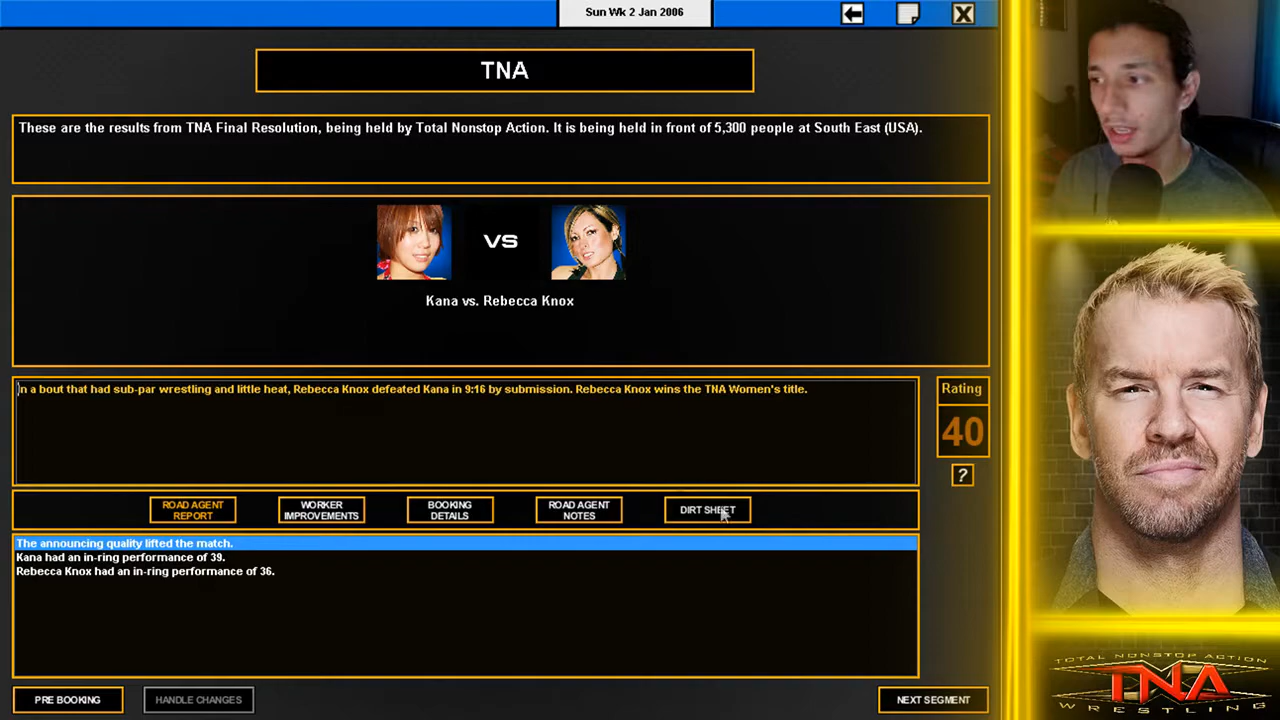 Sun Wk 2 Jan 2006
TNA
These are the results from TNA Final Resolution, being held by Total Nonstop Action. It is being held in front of 5,300 people at South East (USA).
VS
Kana vs. Rebecca Knox
In a bout that had sub-par wrestling and little heat, Rebecca Knox defeated Kana in 9:16 by submission. Rebecca Knox wins the TNA Women's title.
Rating
40
?
ROAD AGENT REPORT
WORKER IMPROVEMENTS
BOOKING DETAILS
ROAD AGENT NOTES
DIRT SHEET
The announcing quality lifted the match.
Kana had an in-ring performance of 39.
Rebecca Knox had an in-ring performance of 36.
PRE BOOKING
HANDLE CHANGES
NEXT SEGMENT
TOTAL NONSTOP ACTION
TNA
WRESTLING